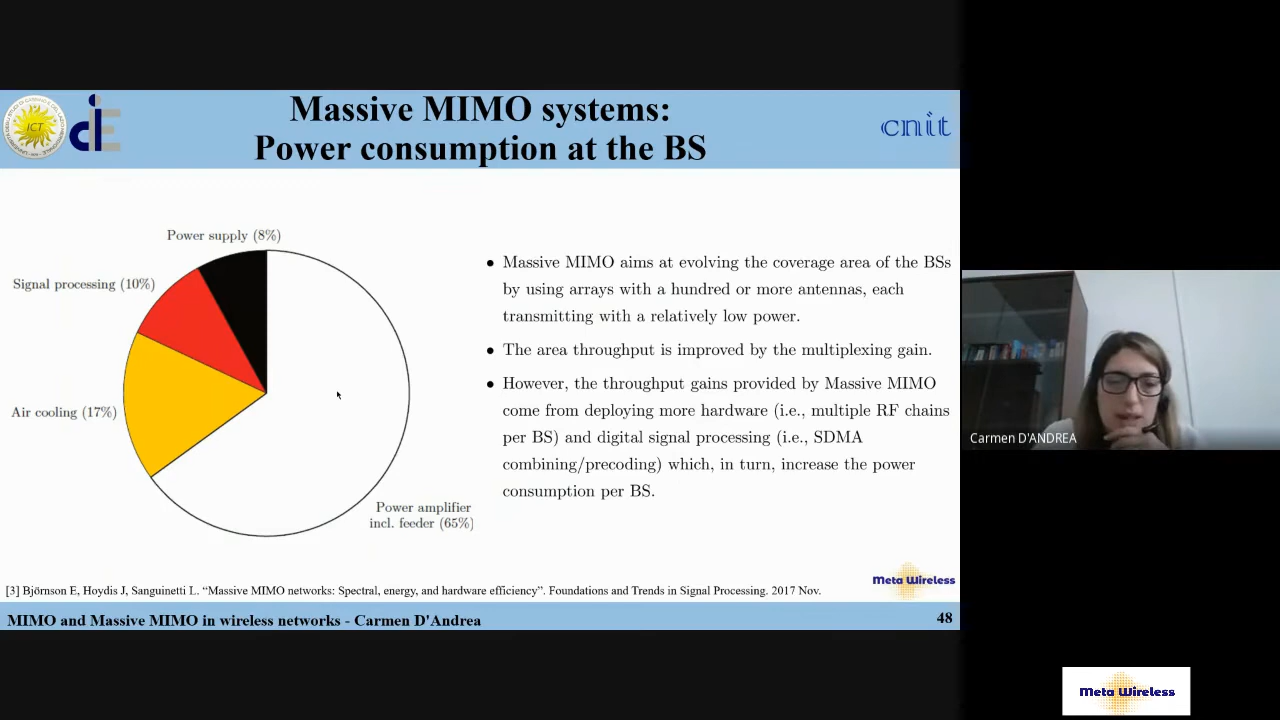 Massive MIMO systems:
Power consumption at the BS
ICT
cnit
Power supply (8%)
Signal processing (10%)
Air cooling (17%)
Power amplifier
incl. feeder (65%)
• Massive MIMO aims at evolving the coverage area of the BSs
by using arrays with a hundred or more antennas, each
transmitting with a relatively low power.
• The area throughput is improved by the multiplexing gain.
• However, the throughput gains provided by Massive MIMO
come from deploying more hardware (i.e., multiple RF chains
per BS) and digital signal processing (i.e., SDMA
combining/precoding) which, in turn, increase the power
consumption per BS.
Meta Wireless
[3] Björnson E, Hoydis J, Sanguinetti L. “Massive MIMO networks: Spectral, energy, and hardware efficiency”. Foundations and Trends in Signal Processing. 2017 Nov.
MIMO and Massive MIMO in wireless networks - Carmen D'Andrea
48
Carmen D'ANDREA
Meta Wireless